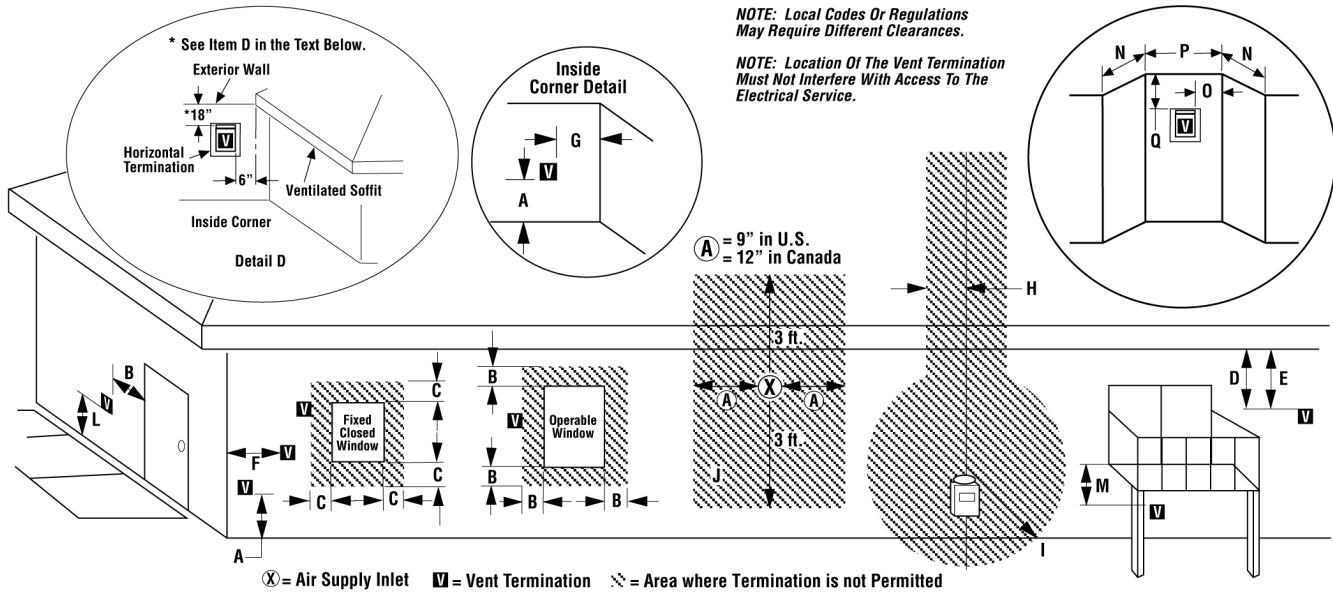 * See Item D in the Text Below.
Exterior Wall
*18”
V
Horizontal
Termination
6”
Ventilated Soffit
Inside Corner
Detail D
Inside
Corner Detail
G
V
A
NOTE: Local Codes Or Regulations
May Require Different Clearances.
NOTE: Location Of The Vent Termination
Must Not Interfere With Access To The
Electrical Service.
N P N
O
Q
V
A = 9” in U.S.
= 12” in Canada
H
3 ft.
X
A A
3 ft.
J
I
B
V
L
F
V
V
A
V
Fixed
Closed
Window
C
C
C C
B
V
Operable
Window
B
B B
D E
V
M
V
X = Air Supply Inlet V = Vent Termination = Area where Termination is not Permitted